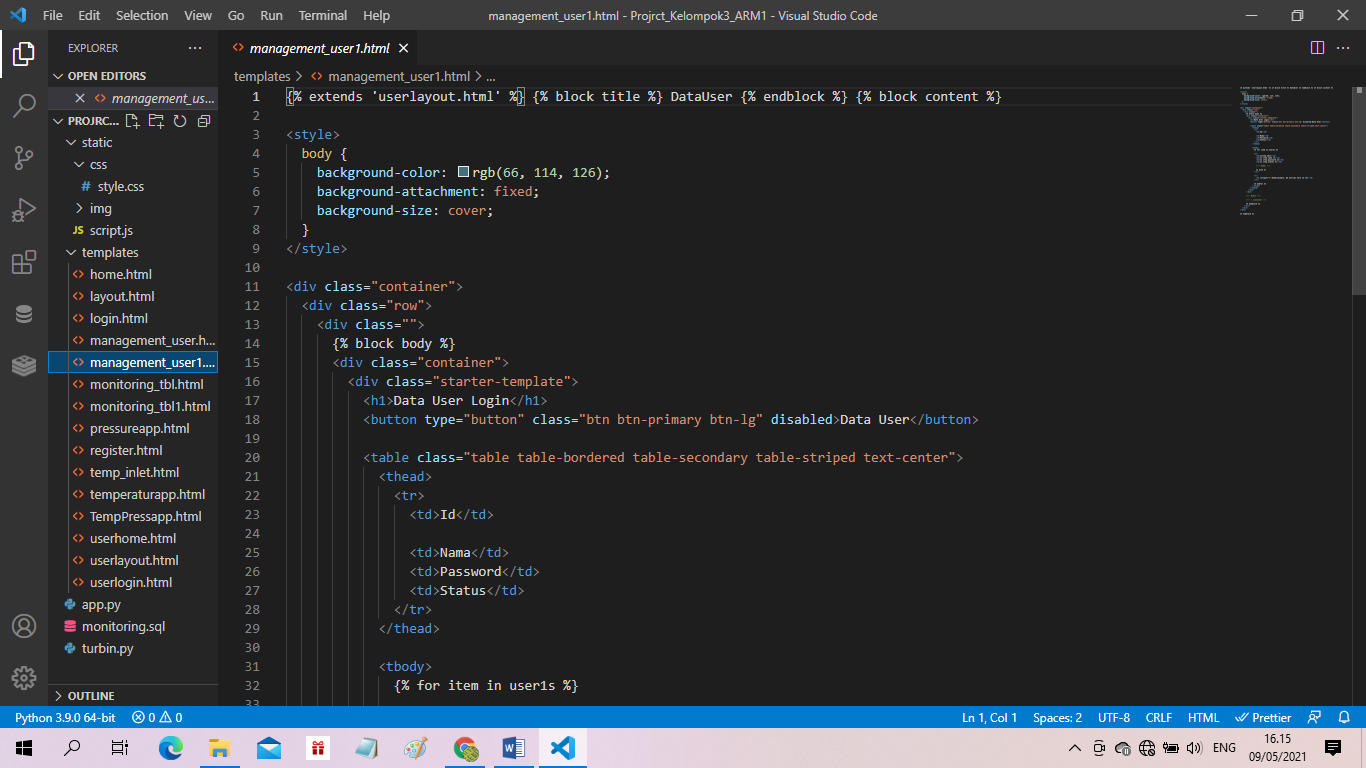 File Edit Selection View Go Run Terminal Help management_user1.html - Projrct_Kelompok3_ARM1 - Visual Studio Code
EXPLORER
OPEN EDITORS
management_us...
PROJRC...
static
css
# style.css
img
JS script.js
templates
home.html
layout.html
login.html
management_user.h...
management_user1....
monitoring_tbl.html
monitoring_tbl1.html
pressureapp.html
register.html
temp_inlet.html
temperaturapp.html
TempPressapp.html
userhome.html
userlayout.html
userlogin.html
app.py
monitoring.sql
turbin.py
OUTLINE
management_user1.html
templates > management_user1.html > ...
1 {% extends 'userlayout.html' %} {% block title %} DataUser {% endblock %} {% block content %}
2
3 <style>
4 body {
5 background-color: rgb(66, 114, 126);
6 background-attachment: fixed;
7 background-size: cover;
8 }
9 </style>
10
11 <div class="container">
12 <div class="row">
13 <div class="">
14 {% block body %}
15 <div class="container">
16 <div class="starter-template">
17 <h1>Data User Login</h1>
18 <button type="button" class="btn btn-primary btn-lg" disabled>Data User</button>
19
20 <table class="table table-bordered table-secondary table-striped text-center">
21 <thead>
22 <tr>
23 <td>Id</td>
24
25 <td>Nama</td>
26 <td>Password</td>
27 <td>Status</td>
28 </tr>
29 </thead>
30
31 <tbody>
32 {% for item in user1s %}
33
Python 3.9.0 64-bit 0 0 Ln 1, Col 1 Spaces: 2 UTF-8 CRLF HTML Prettier
ENG
16.15
09/05/2021